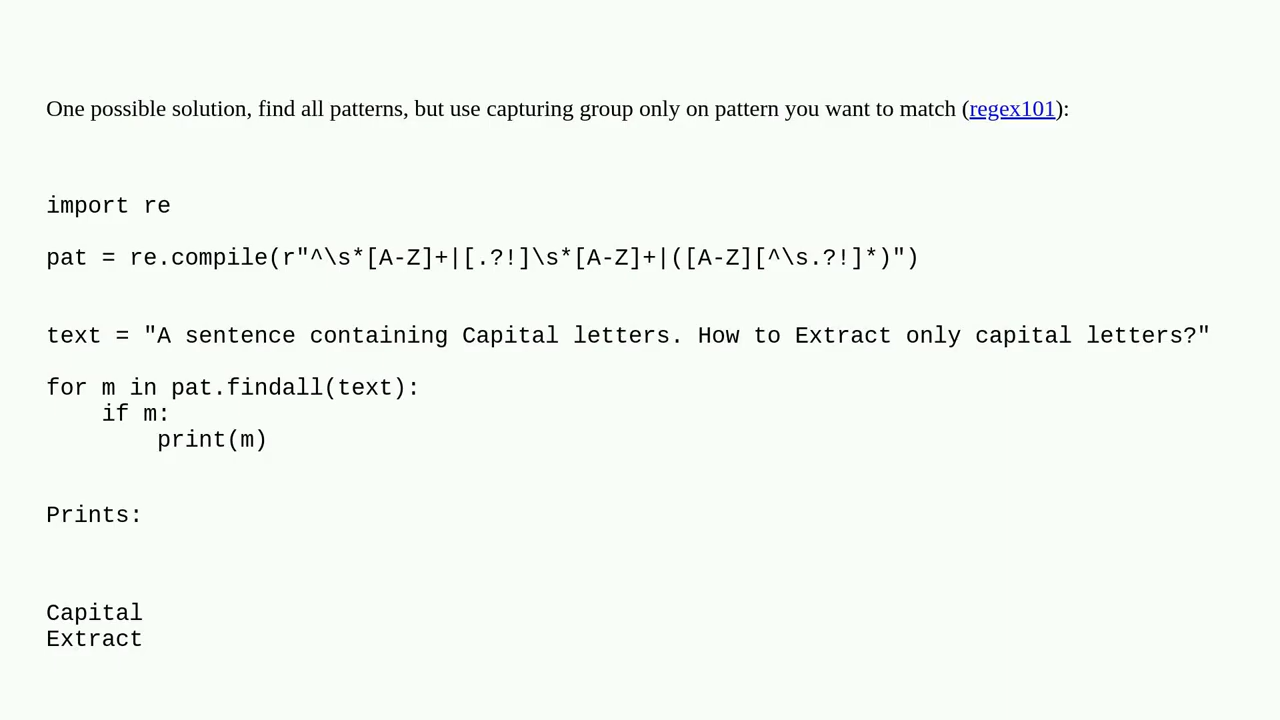 One possible solution, find all patterns, but use capturing group only on pattern you want to match (regex101):
import re
pat = re.compile(r"^\s*[A-Z]+|[.?!]\s*[A-Z]+|([A-Z][^\s.?!]*)")
text = "A sentence containing Capital letters. How to Extract only capital letters?"
for m in pat.findall(text):
    if m:
        print(m)
Prints:
Capital
Extract